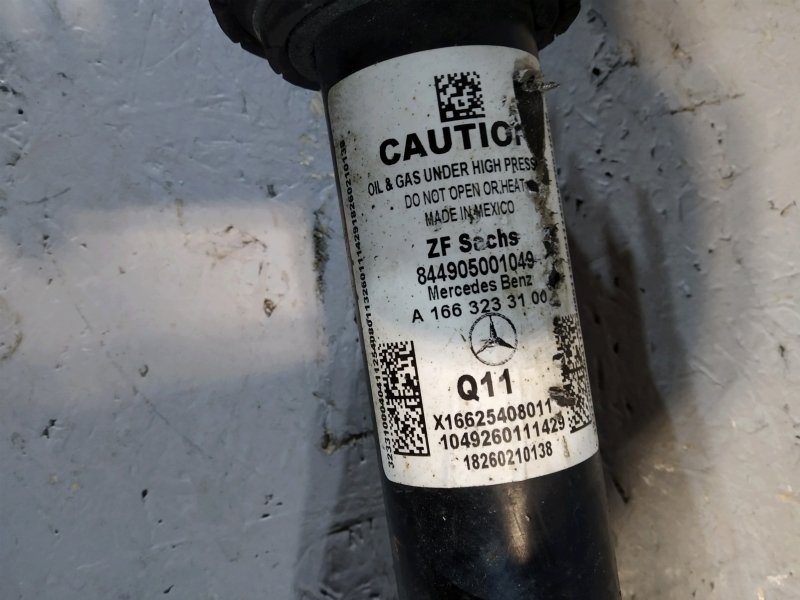 CAUTION
OIL & GAS UNDER HIGH PRESS
DO NOT OPEN OR HEAT
MADE IN MEXICO
ZF Sachs
844905001049
Mercedes Benz
A 166 323 31 00
Q11
X16625408011
1049260111429
18260210138